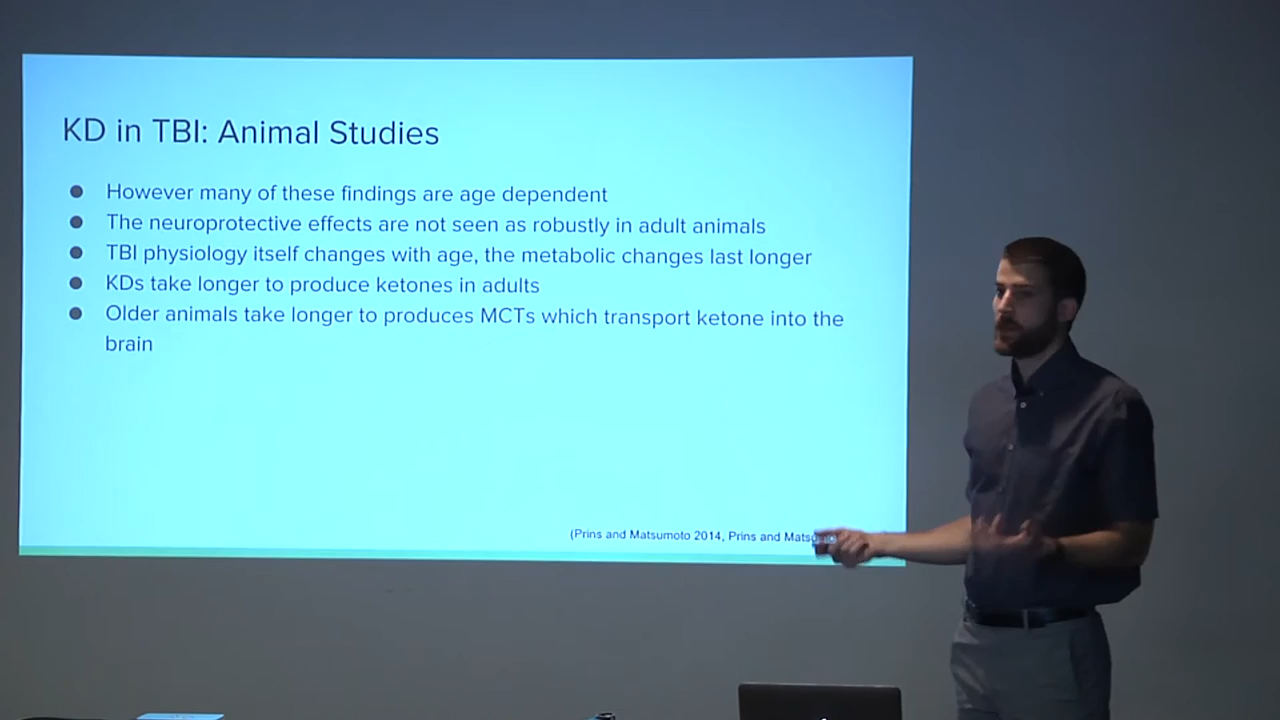 KD in TBI: Animal Studies
However many of these findings are age dependent
The neuroprotective effects are not seen as robustly in adult animals
TBI physiology itself changes with age, the metabolic changes last longer
KDs take longer to produce ketones in adults
Older animals take longer to produces MCTs which transport ketone into the
brain
(Prins and Matsumoto 2014, Prins and